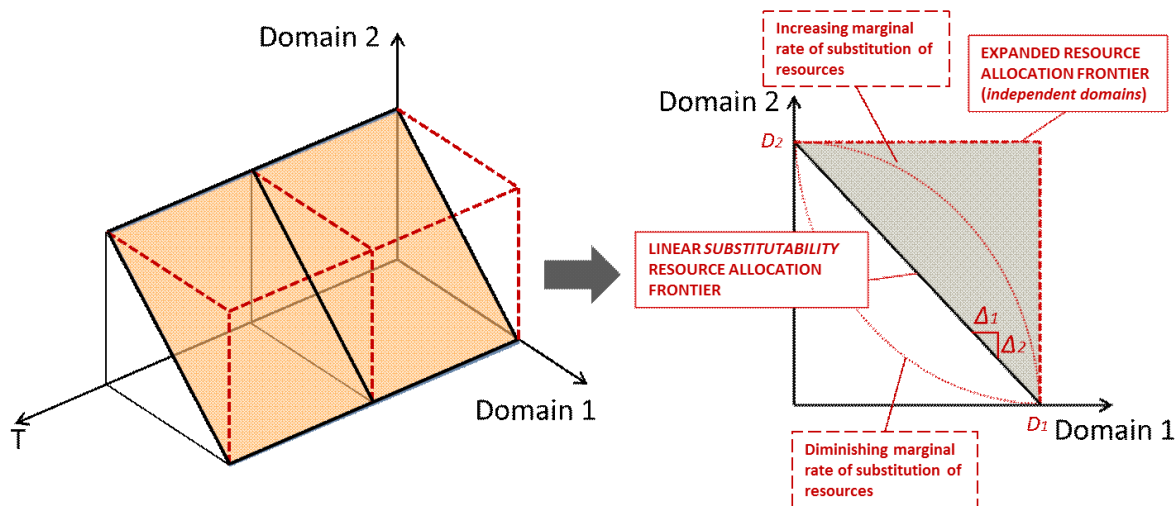 Domain 2
Domain 1
T
Increasing marginal
rate of substitution of
resources
EXPANDED RESOURCE
ALLOCATION FRONTIER
(independent domains)
Domain 2
D2
LINEAR SUBSTITUTABILITY
RESOURCE ALLOCATION
FRONTIER
Δ1
Δ2
D1
Domain 1
Diminishing marginal
rate of substitution of
resources